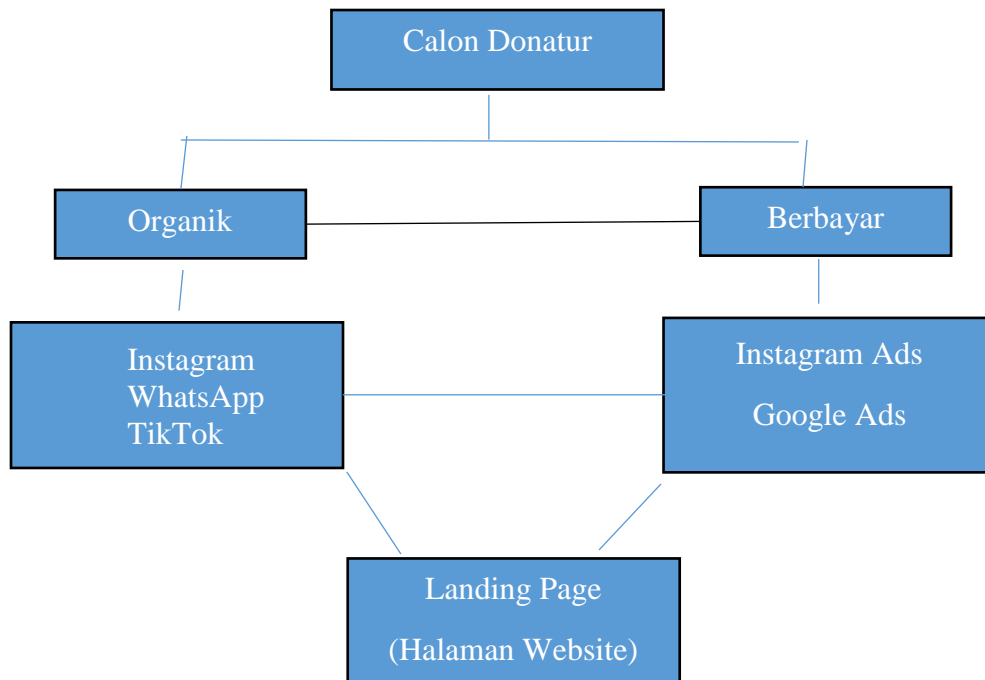 Calon Donatur
Organik
Berbayar
Instagram
WhatsApp
TikTok
Instagram Ads
Google Ads
Landing Page
(Halaman Website)